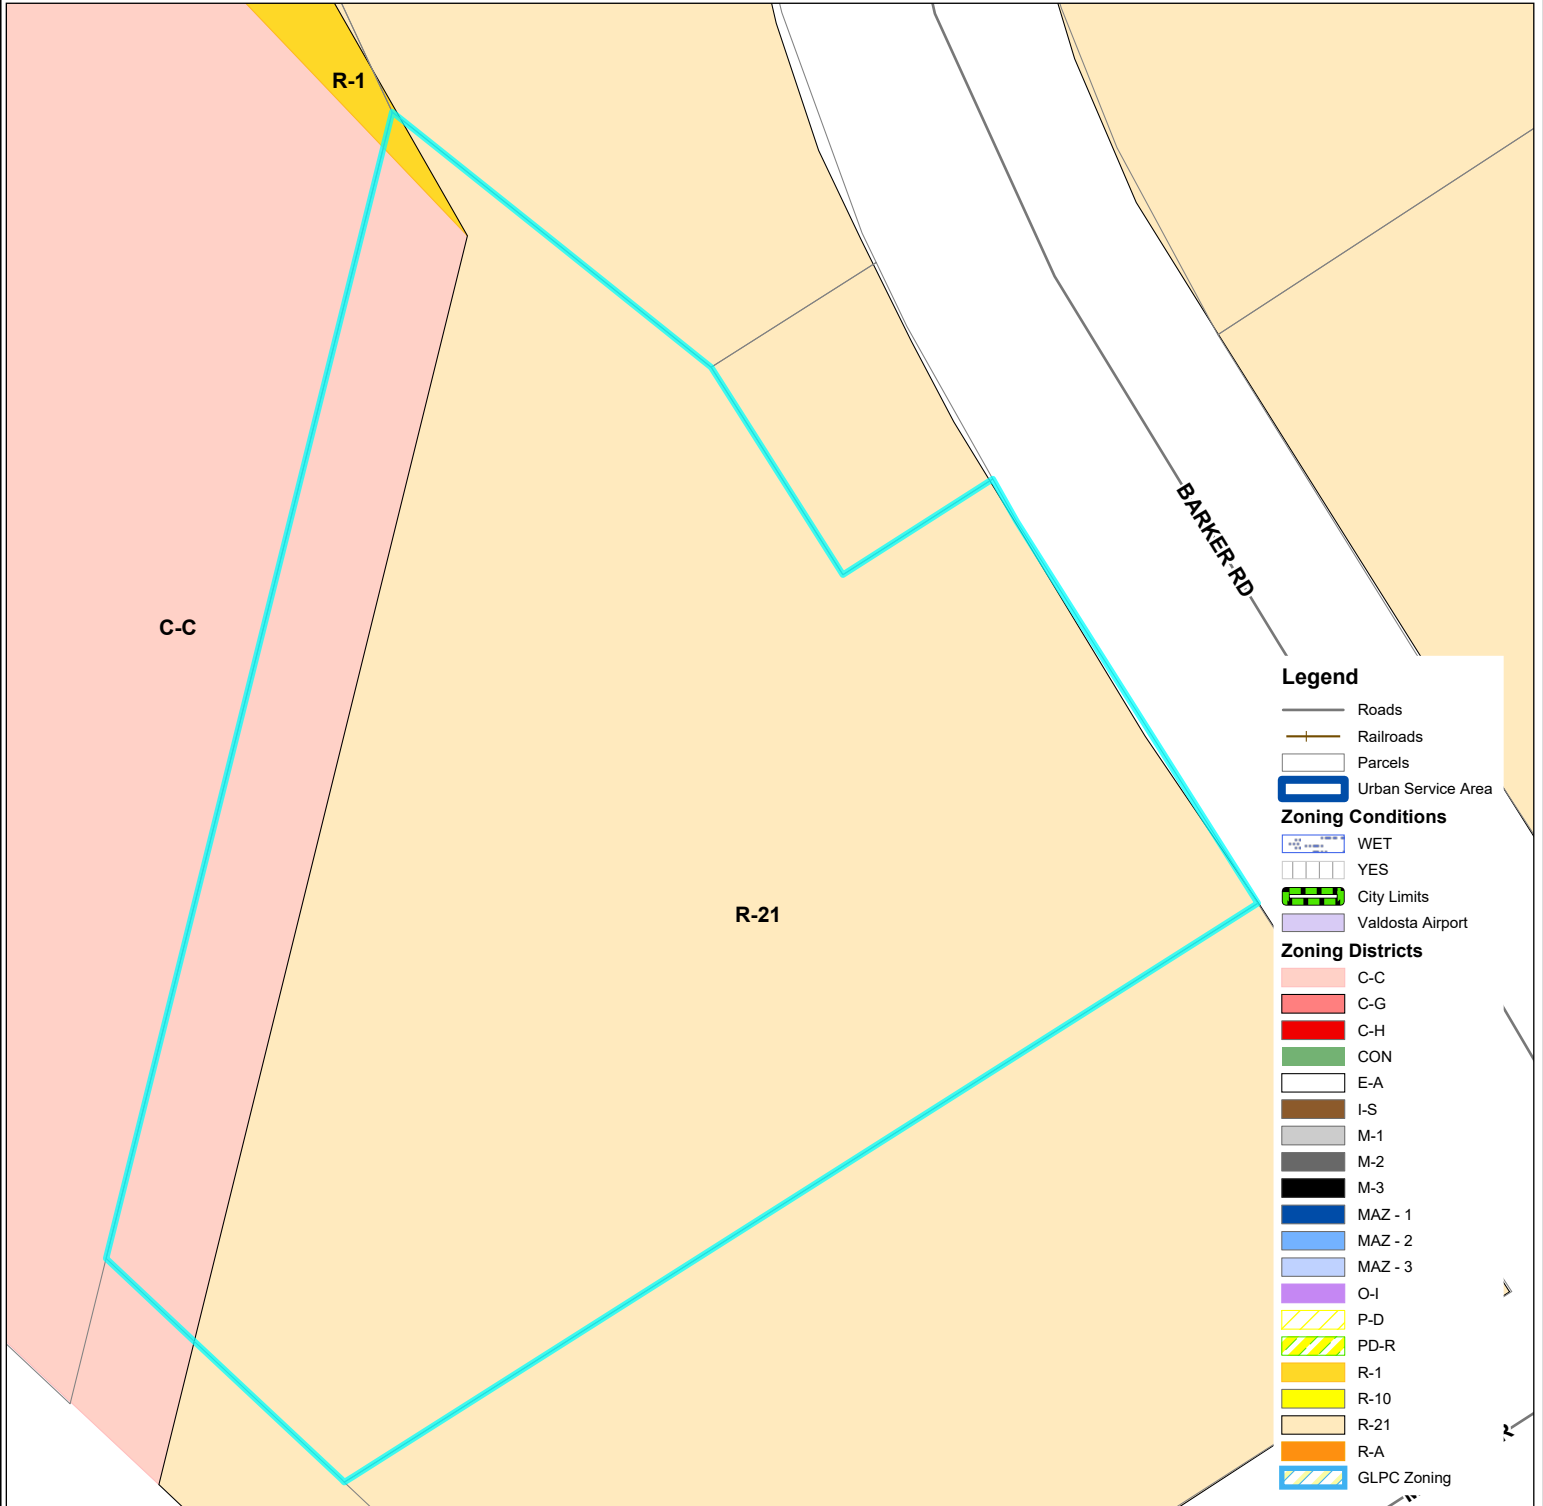 R-1
C-C
BARKER RD
R-21
Legend
Roads
Railroads
Parcels
Urban Service Area
Zoning Conditions
WET
YES
City Limits
Valdosta Airport
Zoning Districts
C-C
C-G
C-H
CON
E-A
I-S
M-1
M-2
M-3
MAZ - 1
MAZ - 2
MAZ - 3
O-I
P-D
PD-R
R-1
R-10
R-21
R-A
GLPC Zoning